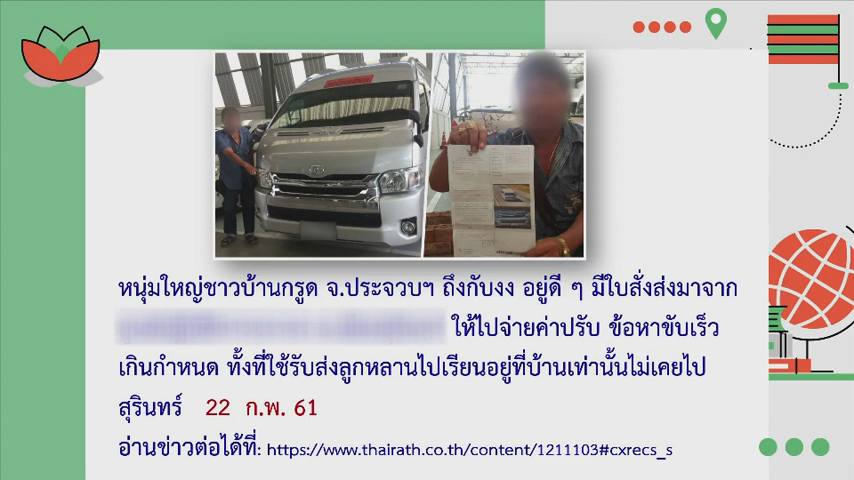 หนุ่มใหญ่ชาวบ้านกรูด จ.ประจวบฯ ถึงกับงง อยู่ดี ๆ มีใบสั่งส่งมาจาก
ให้ไปจ่ายค่าปรับ ข้อหาขับเร็ว
เกินกำหนด ทั้งที่ใช้รับส่งลูกหลานไปเรียนอยู่ที่บ้านเท่านั้นไม่เคยไป
สุรินทร์ 22 ก.พ. 61
อ่านข่าวต่อได้ที่: https://www.thairath.co.th/content/1211103#cxrecs_s